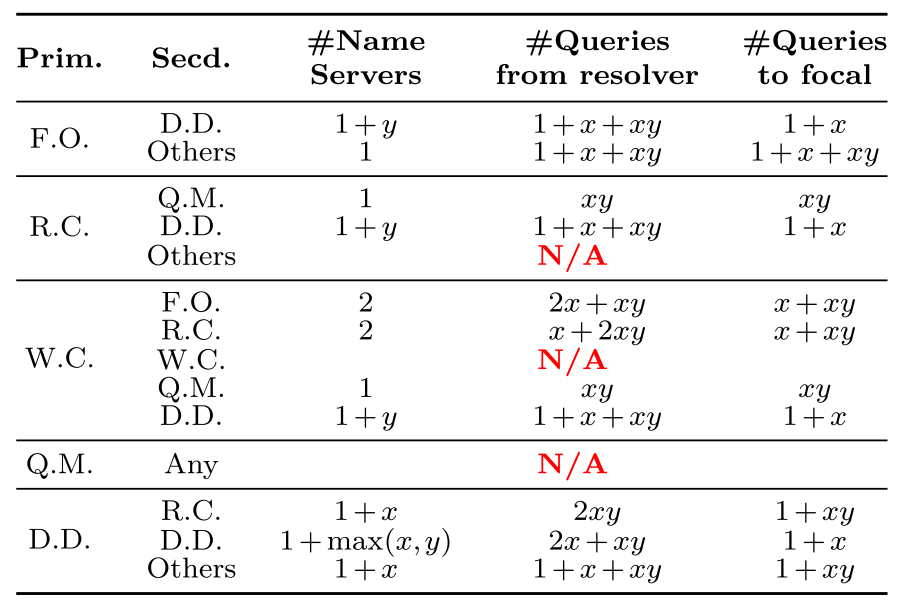 Prim. Secd. #Name Servers #Queries from resolver #Queries to focal
F.O. D.D. 1 + y 1 + x + xy 1 + x
Others 1 1 + x + xy 1 + x + xy
R.C. Q.M. 1 xy xy
D.D. 1 + y 1 + x + xy 1 + x
Others N/A
W.C. F.O. 2 2x + xy x + xy
R.C. 2 x + 2xy x + xy
W.C. N/A
Q.M. 1 xy xy
D.D. 1 + y 1 + x + xy 1 + x
Q.M. Any N/A
D.D. R.C. 1 + x 2xy 1 + xy
D.D. 1 + max(x, y) 2x + xy 1 + x
Others 1 + x 1 + x + xy 1 + xy